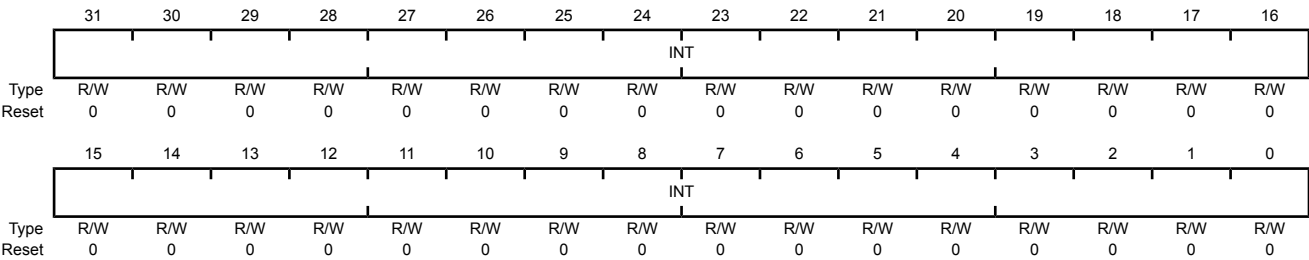 31 30 29 28 27 26 25 24 23 22 21 20 19 18 17 16
INT
Type R/W R/W R/W R/W R/W R/W R/W R/W R/W R/W R/W R/W R/W R/W R/W R/W
Reset 0 0 0 0 0 0 0 0 0 0 0 0 0 0 0 0
15 14 13 12 11 10 9 8 7 6 5 4 3 2 1 0
INT
Type R/W R/W R/W R/W R/W R/W R/W R/W R/W R/W R/W R/W R/W R/W R/W R/W
Reset 0 0 0 0 0 0 0 0 0 0 0 0 0 0 0 0